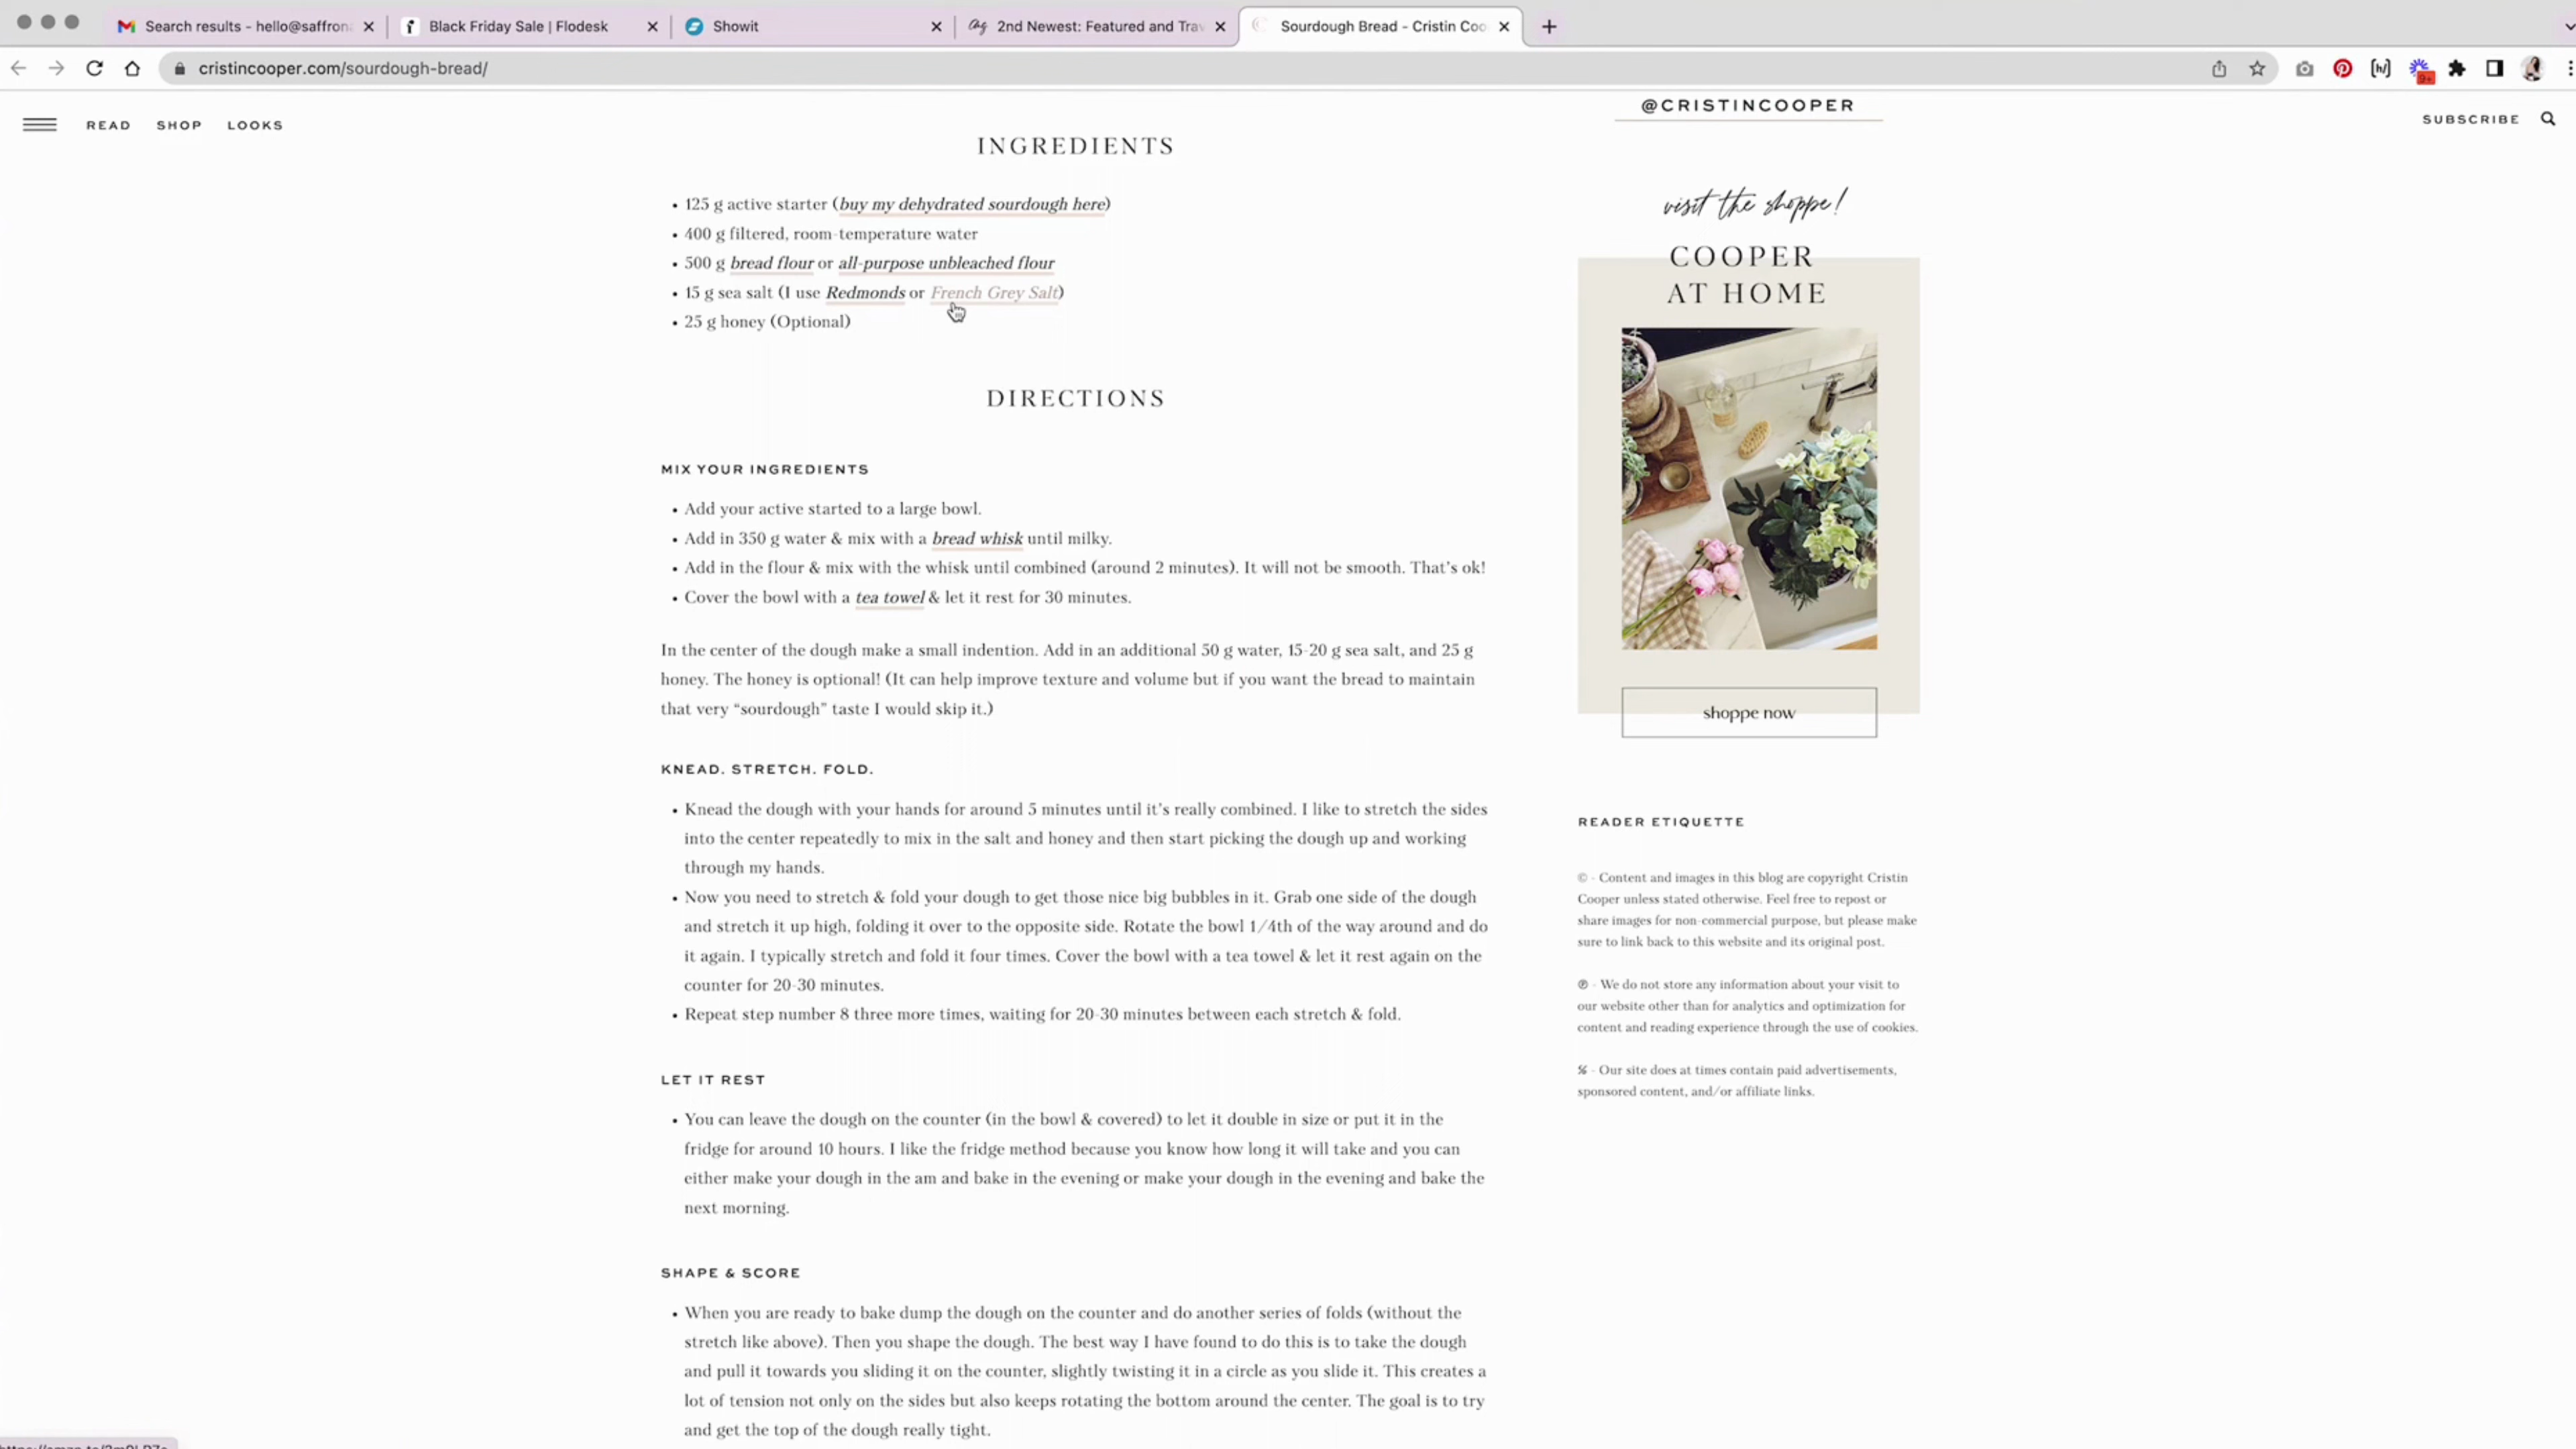 Search results - hello@saffron
Black Friday Sale | Flodesk
Showit
2nd Newest: Featured and Trav
Sourdough Bread - Cristin Coo
cristincooper.com/sourdough-bread/
9+
READ SHOP LOOKS
SUBSCRIBE
INGREDIENTS
• 125 g active starter (buy my dehydrated sourdough here)
• 400 g filtered, room-temperature water
• 500 g bread flour or all-purpose unbleached flour
• 15 g sea salt (I use Redmonds or French Grey Salt)
• 25 g honey (Optional)
DIRECTIONS
MIX YOUR INGREDIENTS
• Add your active started to a large bowl.
• Add in 350 g water & mix with a bread whisk until milky.
• Add in the flour & mix with the whisk until combined (around 2 minutes). It will not be smooth. That's ok!
• Cover the bowl with a tea towel & let it rest for 30 minutes.
In the center of the dough make a small indention. Add in an additional 50 g water, 15-20 g sea salt, and 25 g
honey. The honey is optional! (It can help improve texture and volume but if you want the bread to maintain
that very “sourdough” taste I would skip it.)
KNEAD. STRETCH. FOLD.
• Knead the dough with your hands for around 5 minutes until it's really combined. I like to stretch the sides
into the center repeatedly to mix in the salt and honey and then start picking the dough up and working
through my hands.
• Now you need to stretch & fold your dough to get those nice big bubbles in it. Grab one side of the dough
and stretch it up high, folding it over to the opposite side. Rotate the bowl 1/4th of the way around and do
it again. I typically stretch and fold it four times. Cover the bowl with a tea towel & let it rest again on the
counter for 20-30 minutes.
• Repeat step number 8 three more times, waiting for 20-30 minutes between each stretch & fold.
LET IT REST
• You can leave the dough on the counter (in the bowl & covered) to let it double in size or put it in the
fridge for around 10 hours. I like the fridge method because you know how long it will take and you can
either make your dough in the am and bake in the evening or make your dough in the evening and bake the
next morning.
SHAPE & SCORE
• When you are ready to bake dump the dough on the counter and do another series of folds (without the
stretch like above). Then you shape the dough. The best way I have found to do this is to take the dough
and pull it towards you sliding it on the counter, slightly twisting it in a circle as you slide it. This creates a
lot of tension not only on the sides but also keeps rotating the bottom around the center. The goal is to try
and get the top of the dough really tight.
@CRISTINCOOPER
visit the shoppe!
COOPER
AT HOME
shoppe now
READER ETIQUETTE
© - Content and images in this blog are copyright Cristin
Cooper unless stated otherwise. Feel free to repost or
share images for non-commercial purpose, but please make
sure to link back to this website and its original post.
℗ - We do not store any information about your visit to
our website other than for analytics and optimization for
content and reading experience through the use of cookies.
% - Our site does at times contain paid advertisements,
sponsored content, and/or affiliate links.